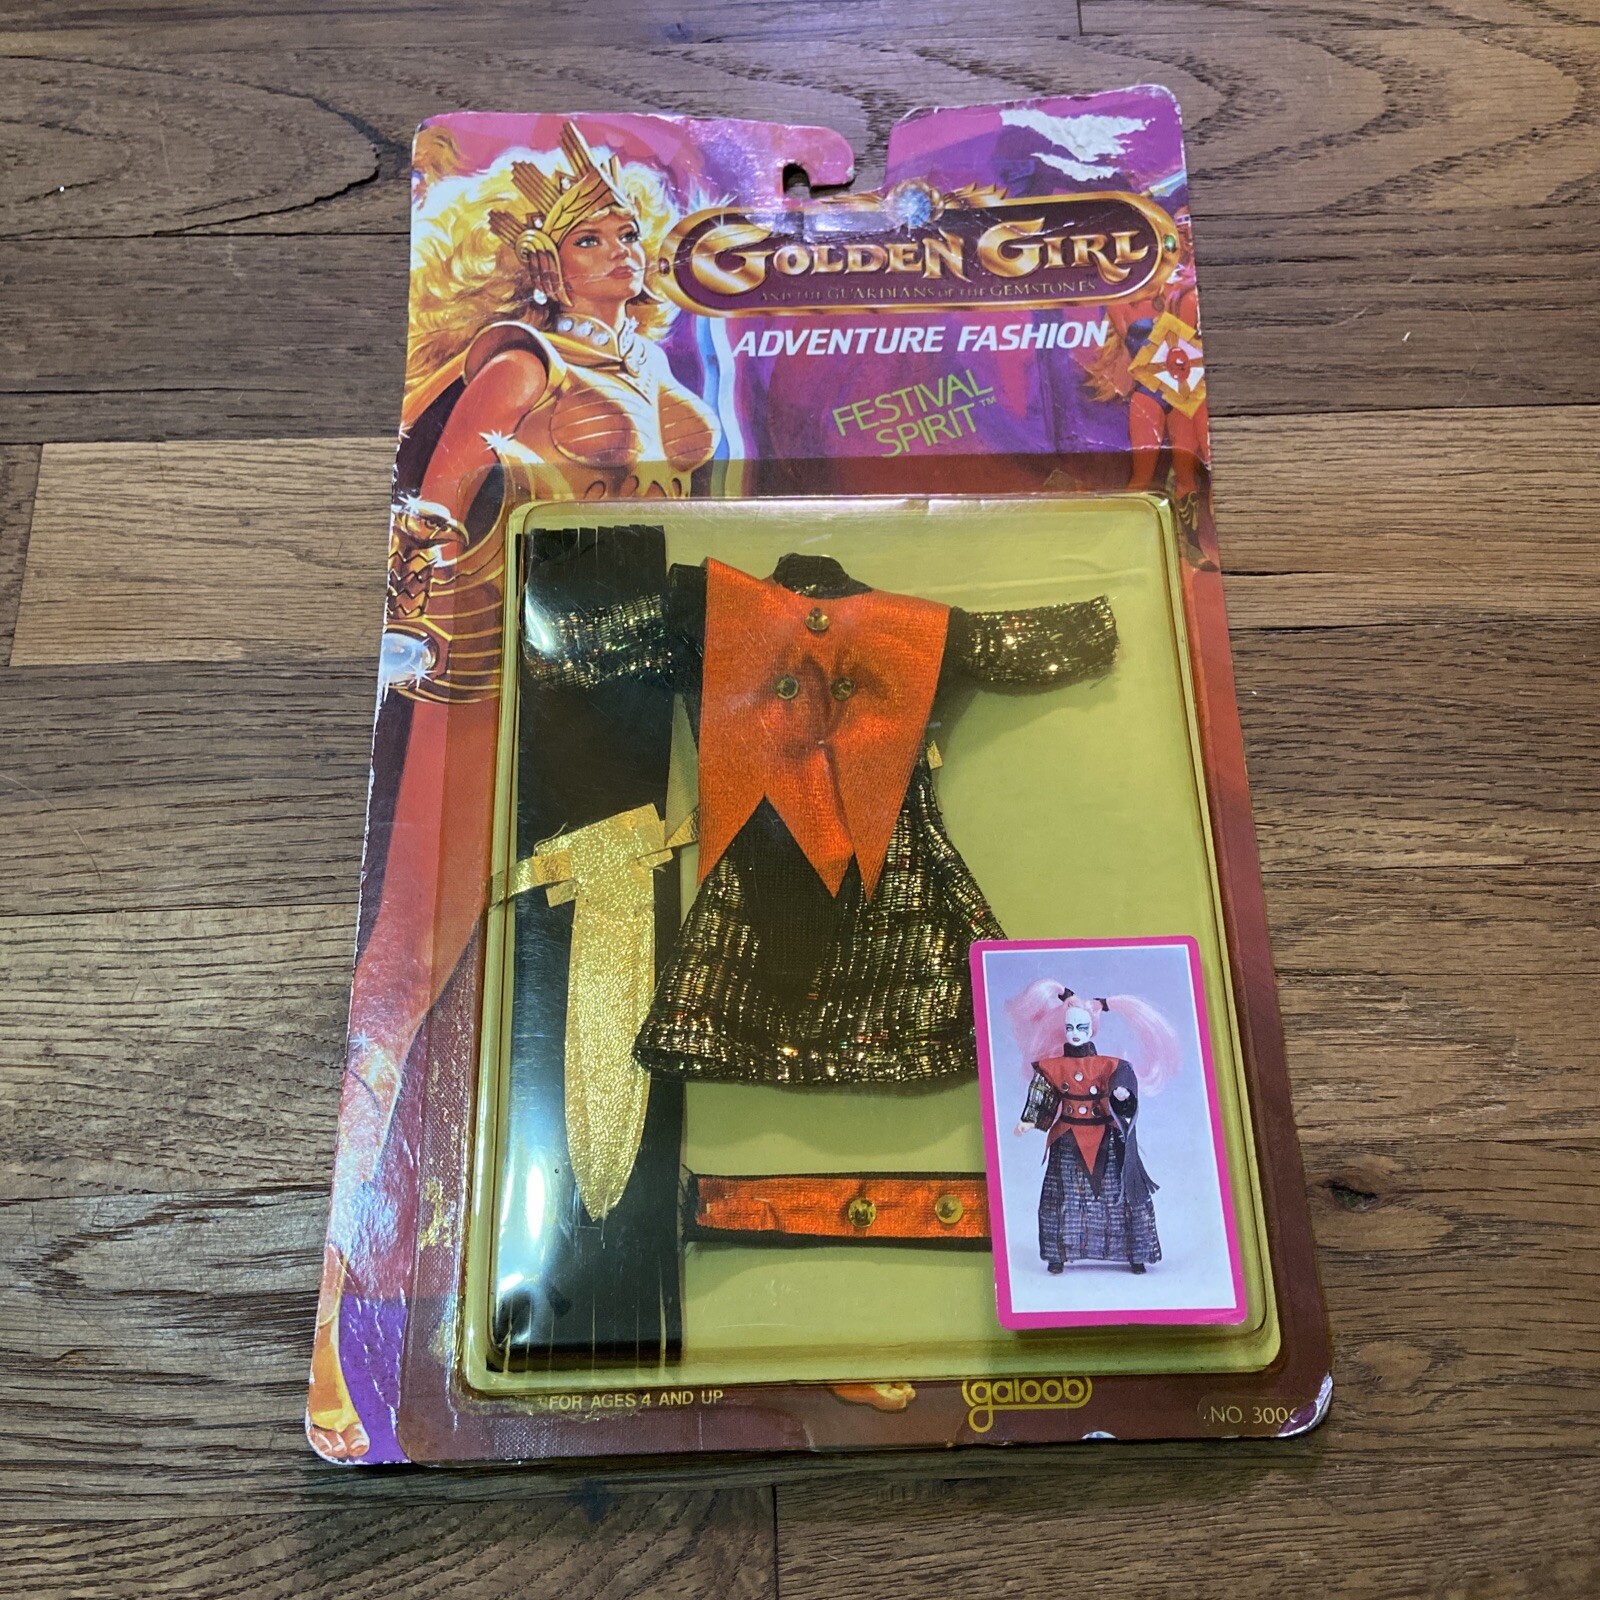 GOLDEN GIRL
AND THE GUARDIANS OF THE GEMSTONES
ADVENTURE FASHION
FESTIVAL
SPIRIT™
FOR AGES 4 AND UP
galoob
NO.